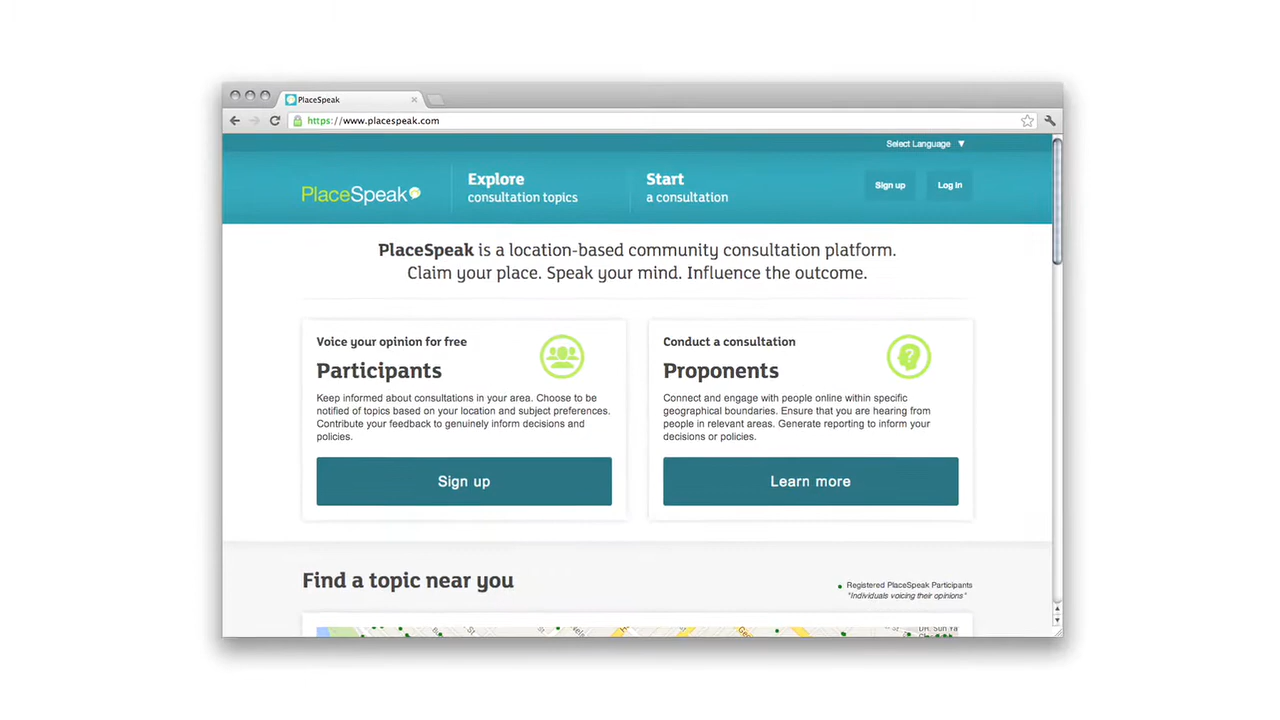 PlaceSpeak
https://www.placespeak.com
Select Language ▼
PlaceSpeak
Explore
consultation topics
Start
a consultation
Sign up
Log in
PlaceSpeak is a location-based community consultation platform.
Claim your place. Speak your mind. Influence the outcome.
Voice your opinion for free
Participants
Keep informed about consultations in your area. Choose to be
notified of topics based on your location and subject preferences.
Contribute your feedback to genuinely inform decisions and
policies.
Sign up
Conduct a consultation
Proponents
Connect and engage with people online within specific
geographical boundaries. Ensure that you are hearing from
people in relevant areas. Generate reporting to inform your
decisions or policies.
Learn more
Find a topic near you
Registered PlaceSpeak Participants
"Individuals voicing their opinions"